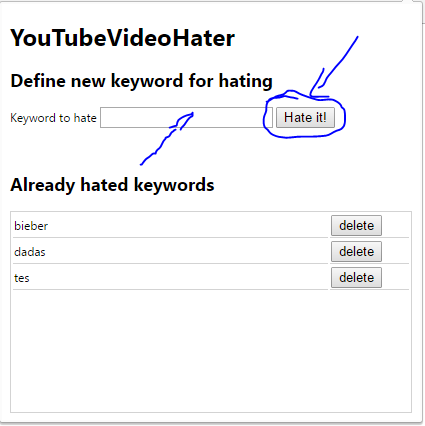 YouTubeVideoHater
Define new keyword for hating
Keyword to hate Hate it!
Already hated keywords
bieber delete
dadas delete
tes delete